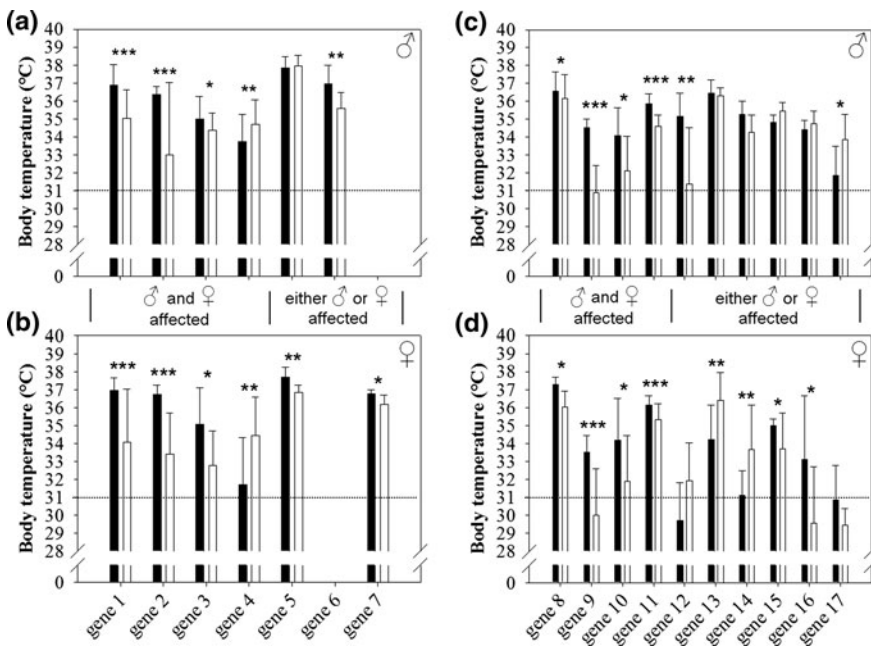 (a)
♂
Body temperature (°C)
40
39
38
37
36
35
34
33
32
31
30
29
28
0
*** *** * ** **
♂ and ♀ affected
either ♂ or ♀ affected
(b)
♀
Body temperature (°C)
40
39
38
37
36
35
34
33
32
31
30
29
28
0
*** *** * ** ** *
gene 1
gene 2
gene 3
gene 4
gene 5
gene 6
gene 7
(c)
♂
Body temperature (°C)
40
39
38
37
36
35
34
33
32
31
30
29
28
0
* *** * *** ** *
♂ and ♀ affected
either ♂ or ♀ affected
(d)
♀
Body temperature (°C)
40
39
38
37
36
35
34
33
32
31
30
29
28
0
* *** * *** ** ** * *
gene 8
gene 9
gene 10
gene 11
gene 12
gene 13
gene 14
gene 15
gene 16
gene 17